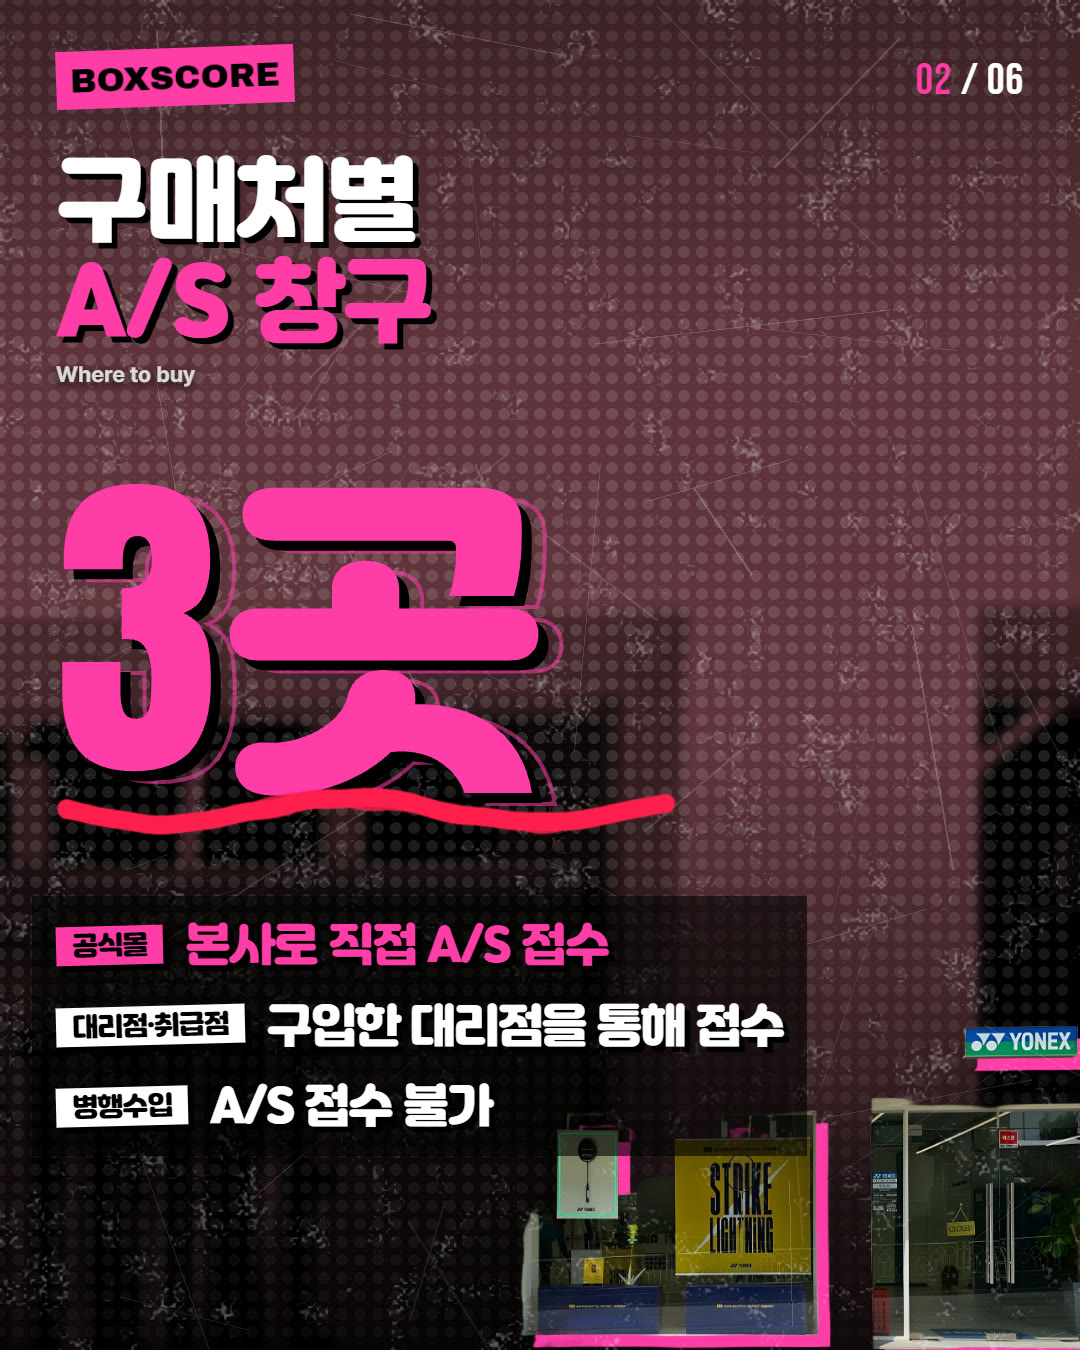 BOXSCORE
02 / 06
구매처별
A/S 창구
Where to buy
3곳
공식몰 본사로 직접 A/S 접수
대리점·취급점 구입한 대리점을 통해 접수
병행수입 A/S 접수 불가
YONEX
STRIKE
LIGHTNING
YONEX
CLOSED